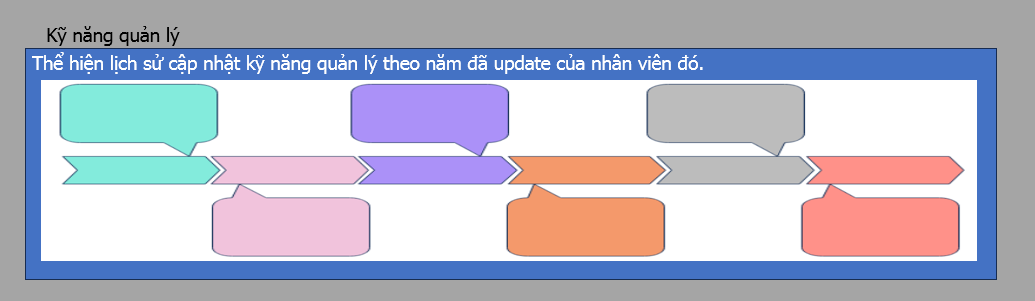 Kỹ năng quản lý
Thể hiện lịch sử cập nhật kỹ năng quản lý theo năm đã update của nhân viên đó.